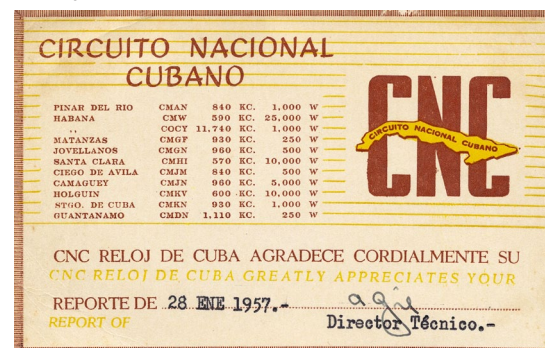 CIRCUITO NACIONAL
CUBANO
PINAR DEL RIO CMAN 840 KC. 1,000 W
HABANA CMW 590 KC. 25,000 W
,, COCY 11,740 KC. 1,000 W
MATANZAS CMGF 930 KC. 250 W
JOVELLANOS CMGN 960 KC. 500 W
SANTA CLARA CMHI 570 KC. 10,000 W
CIEGO DE AVILA CMJM 840 KC. 500 W
CAMAGUEY CMJN 960 KC. 5,000 W
HOLGUIN CMKV 600 KC. 10,000 W
STGO. DE CUBA CMKN 930 KC. 1,000 W
GUANTANAMO CMDN 1,110 KC. 250 W
CNC
CIRCUITO NACIONAL CUBANO
CNC
CNC RELOJ DE CUBA AGRADECE CORDIALMENTE SU
CNC RELOJ DE CUBA GREATLY APPRECIATES YOUR
REPORTE DE 28 ENE 1957.-
REPORT OF
Director Técnico.-